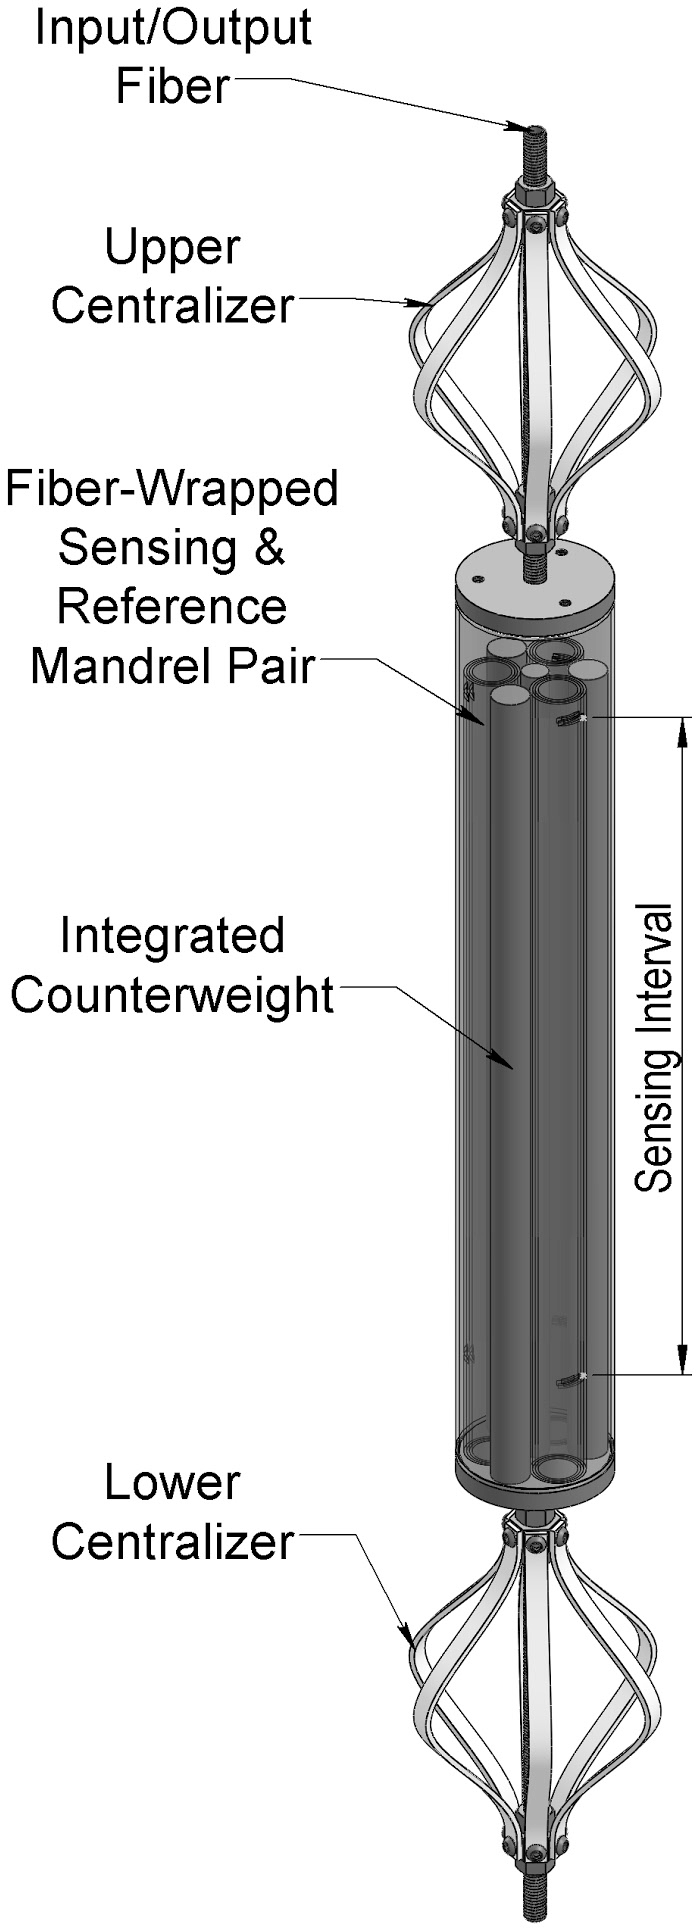 Input/Output
Fiber
Upper
Centralizer
Fiber-Wrapped
Sensing &
Reference
Mandrel Pair
Integrated
Counterweight
Sensing Interval
Lower
Centralizer